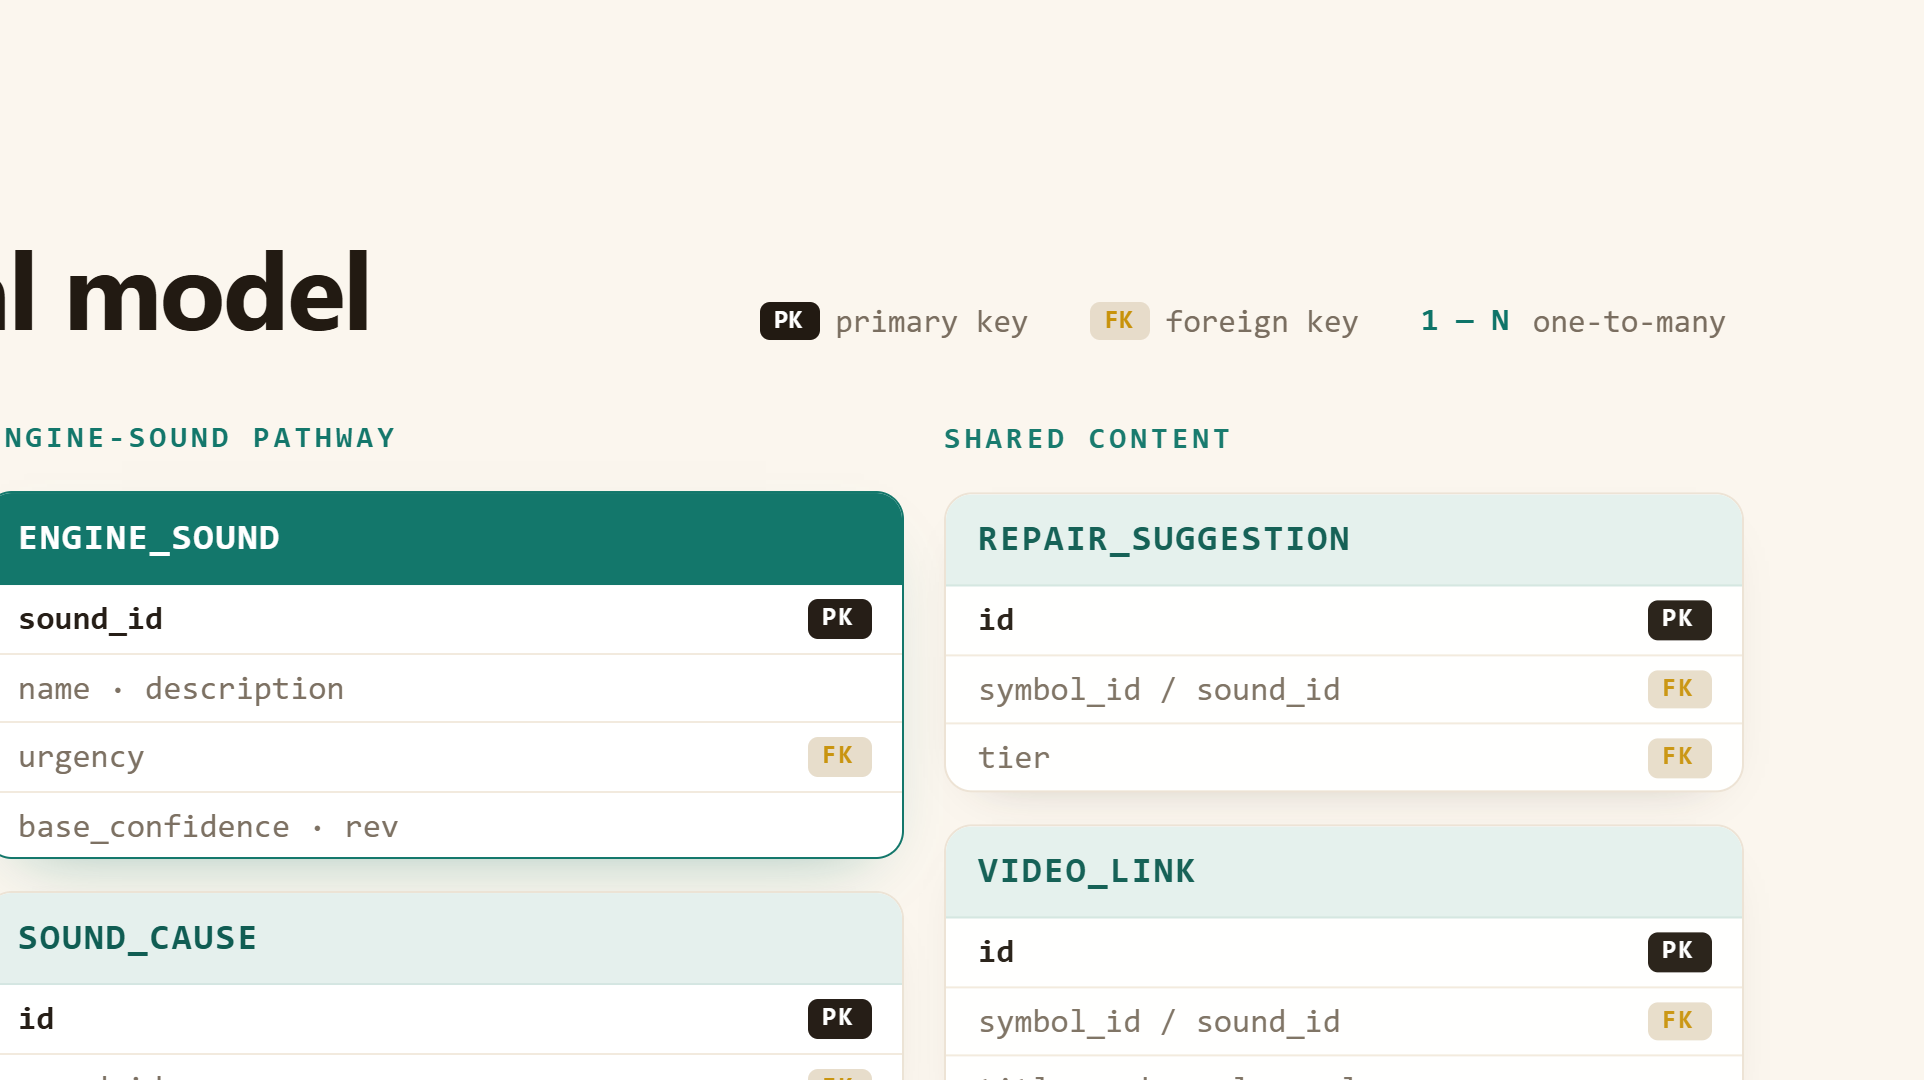 model
PK primary key FK foreign key 1 — N one-to-many
NGINE-SOUND PATHWAY
ENGINE_SOUND
sound_id PK
name · description
urgency FK
base_confidence · rev
SOUND_CAUSE
id PK
SHARED CONTENT
REPAIR_SUGGESTION
id PK
symbol_id / sound_id FK
tier FK
VIDEO_LINK
id PK
symbol_id / sound_id FK